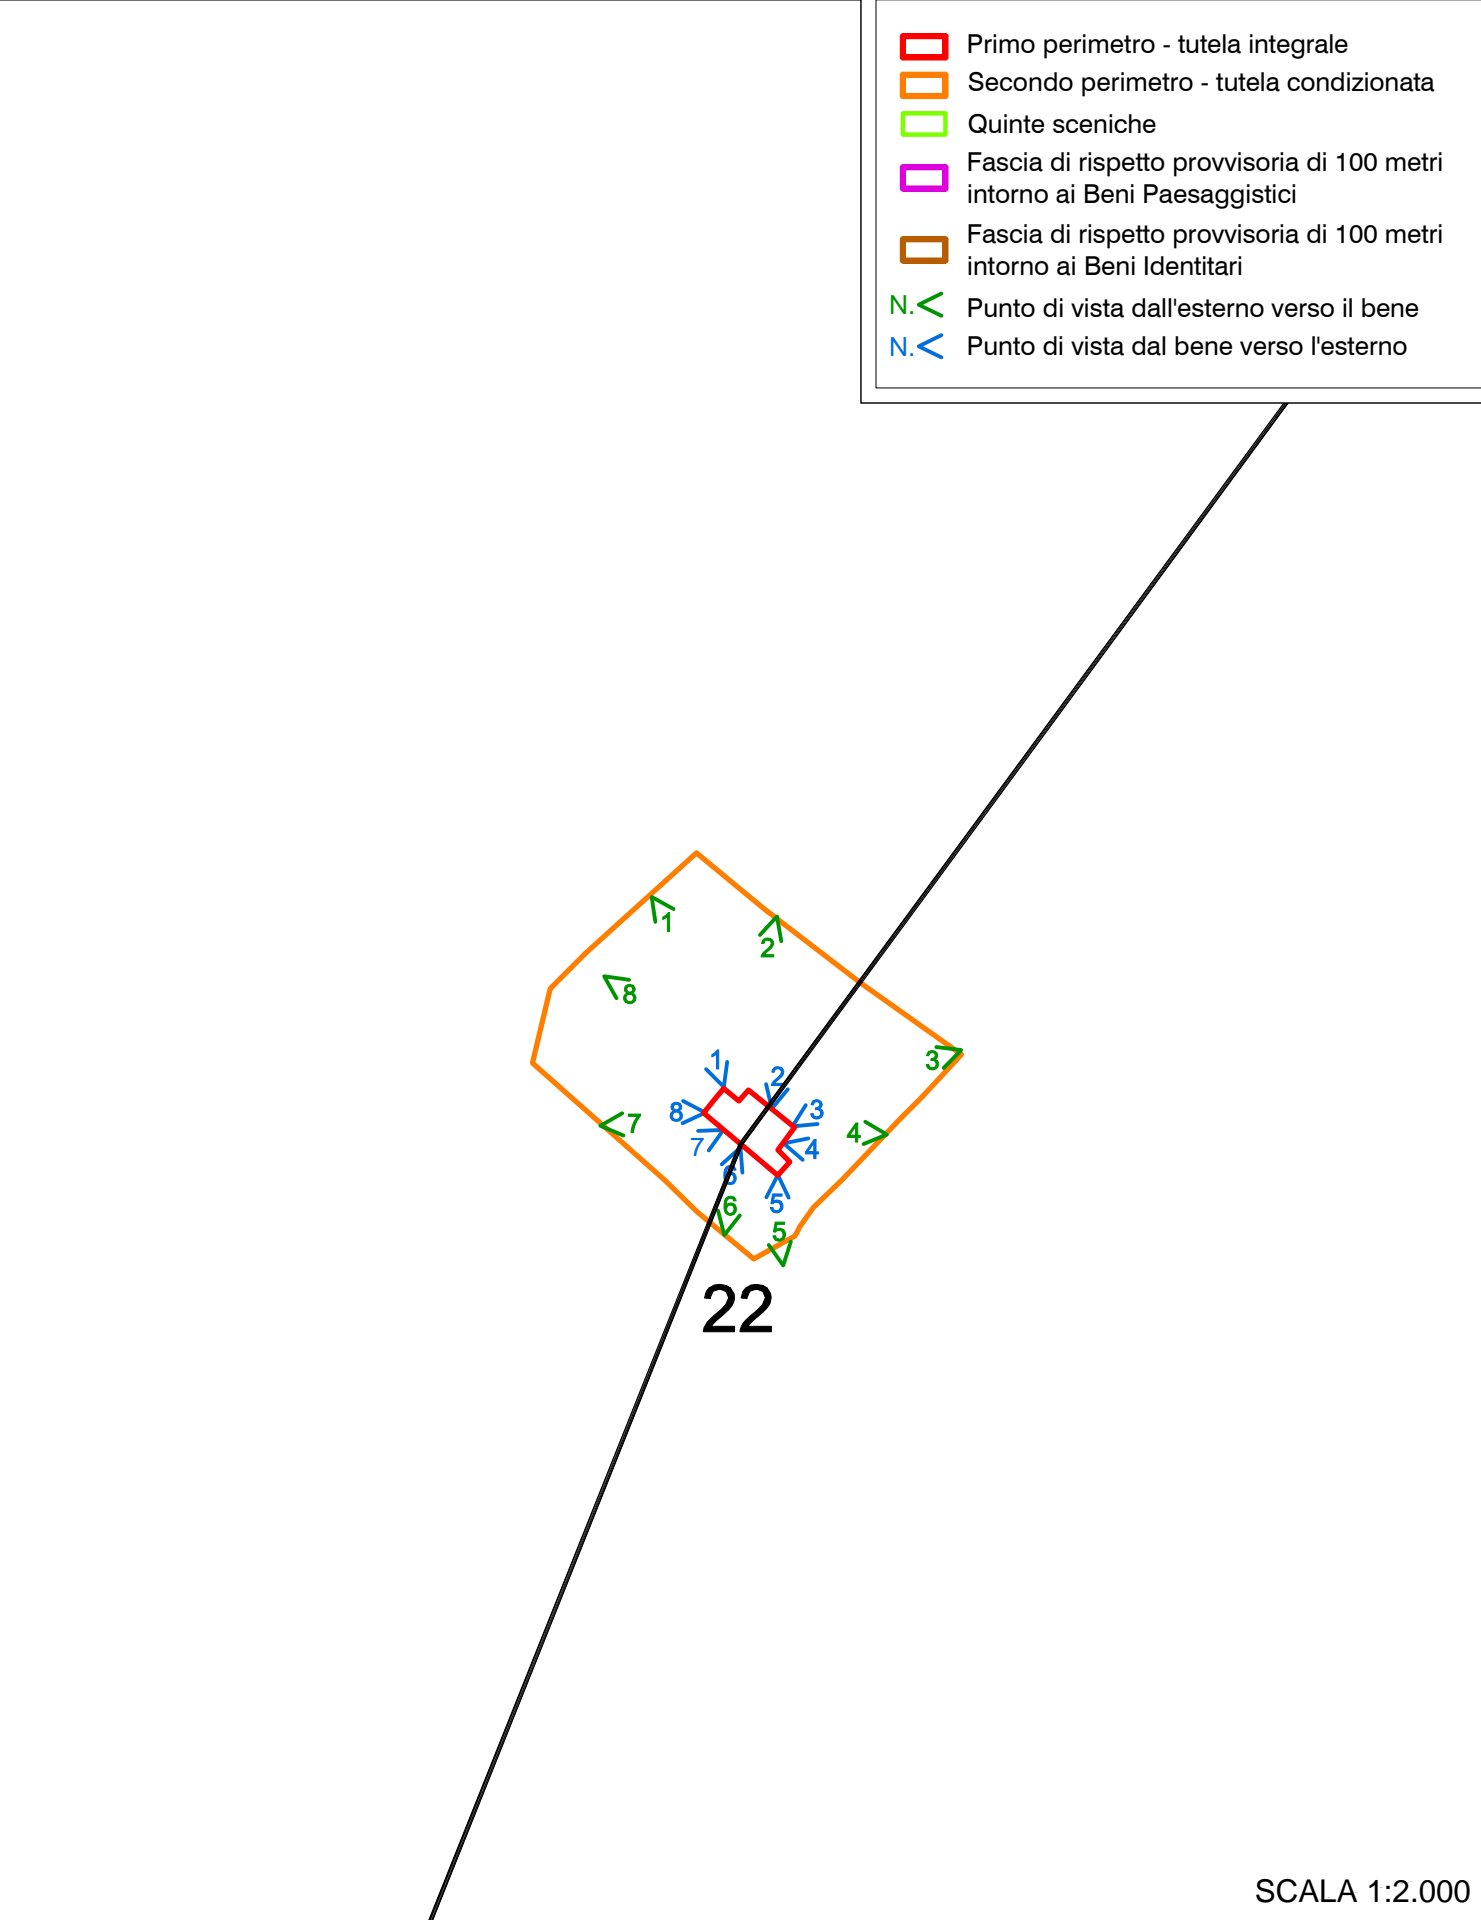 Primo perimetro - tutela integrale
Secondo perimetro - tutela condizionata
Quinte sceniche
Fascia di rispetto provvisoria di 100 metri
intorno ai Beni Paesaggistici
Fascia di rispetto provvisoria di 100 metri
intorno ai Beni Identitari
N. Punto di vista dall'esterno verso il bene
N. Punto di vista dal bene verso l'esterno
1
2
8
3
1
2
8
3
7
4
7
4
6
5
6
5
22
SCALA 1:2.000